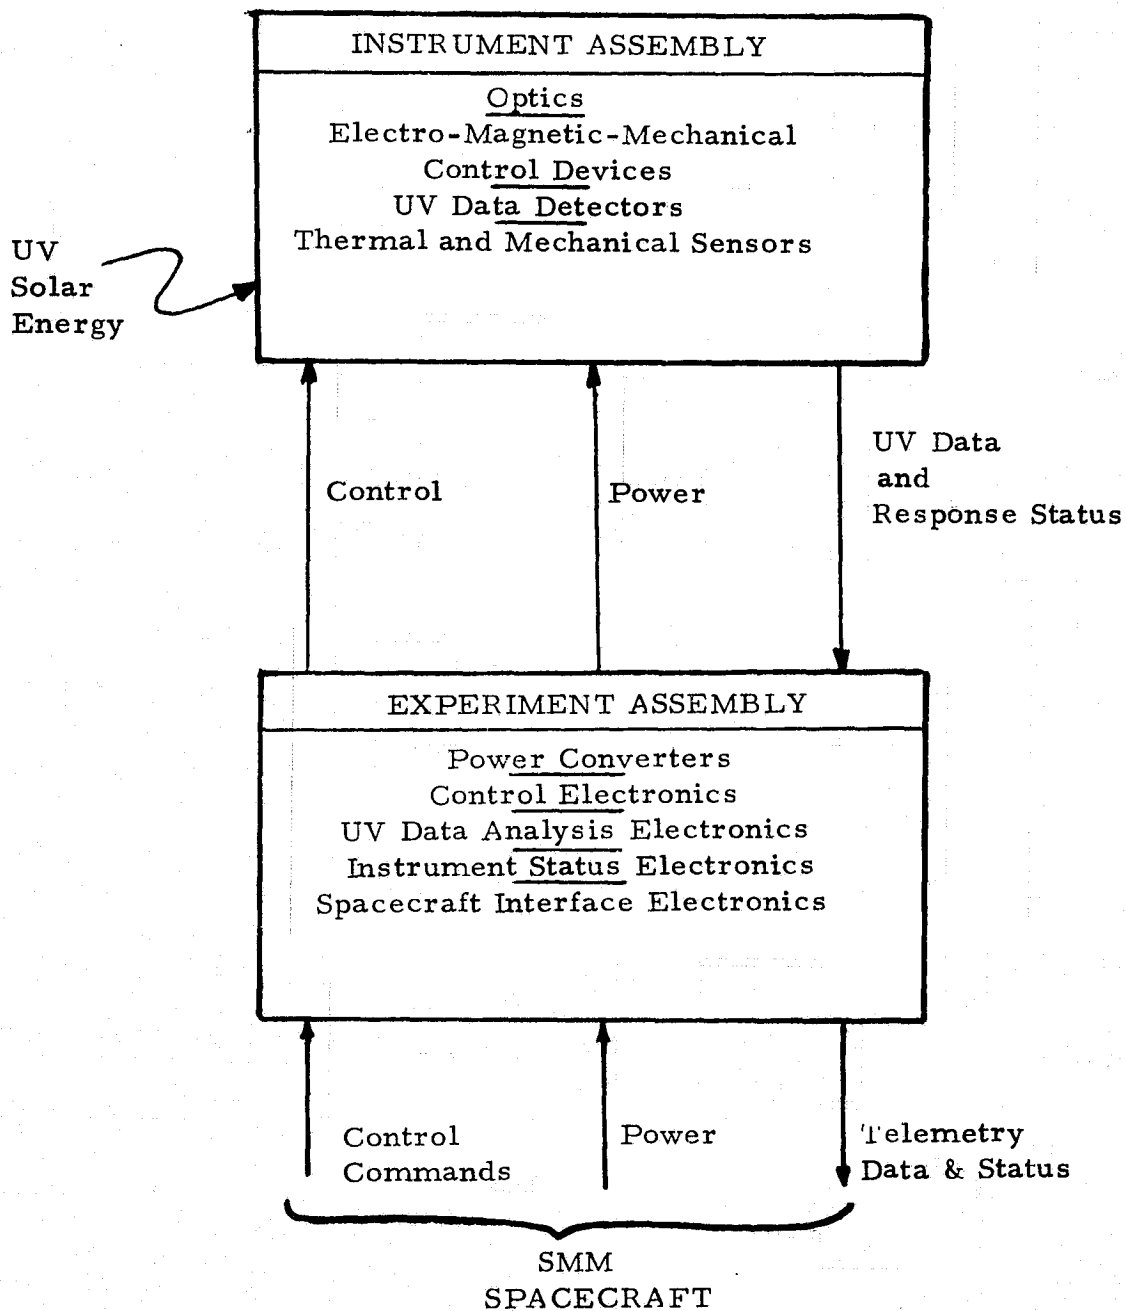 INSTRUMENT ASSEMBLY
Optics
Electro-Magnetic-Mechanical
Control Devices
UV Data Detectors
Thermal and Mechanical Sensors
UV
Solar
Energy
Control
Power
UV Data
and
Response Status
EXPERIMENT ASSEMBLY
Power Converters
Control Electronics
UV Data Analysis Electronics
Instrument Status Electronics
Spacecraft Interface Electronics
Control
Commands
Power
Telemetry
Data & Status
SMM
SPACECRAFT